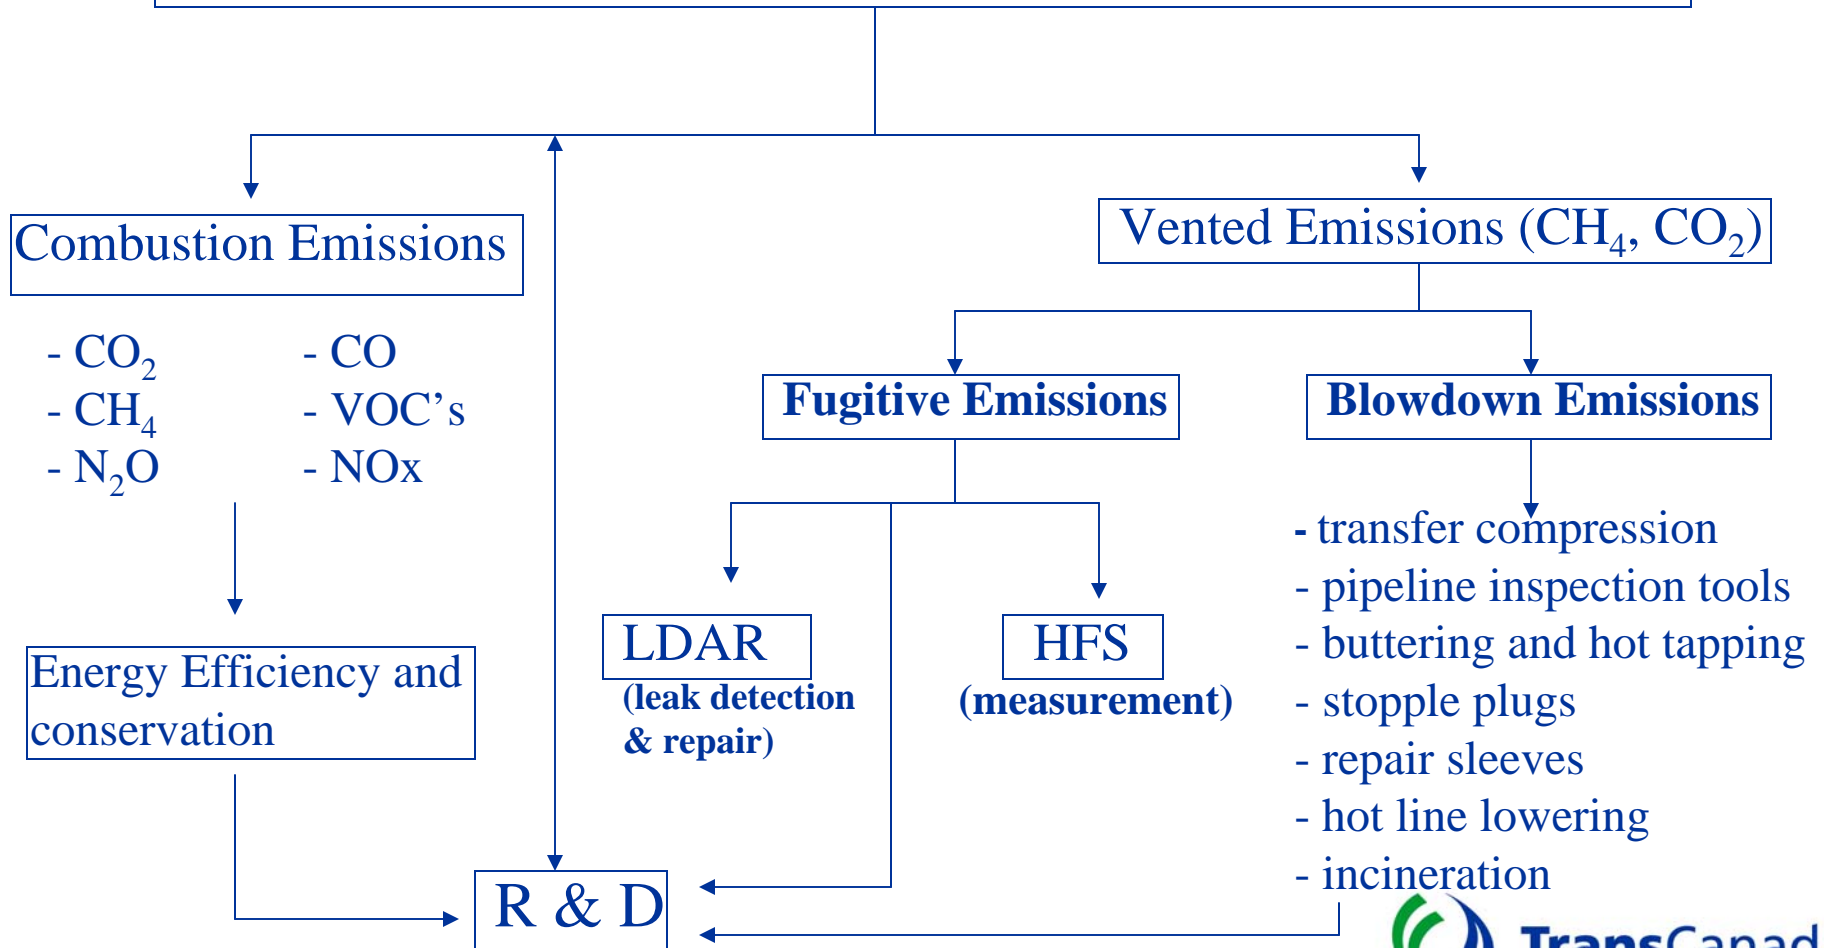 Combustion Emissions
- CO₂
- CH₄
- N₂O
- CO
- VOC's
- NOx
Energy Efficiency and
conservation
Vented Emissions (CH₄, CO₂)
Fugitive Emissions
LDAR
(leak detection
& repair)
HFS
(measurement)
Blowdown Emissions
- transfer compression
- pipeline inspection tools
- buttering and hot tapping
- stopple plugs
- repair sleeves
- hot line lowering
- incineration
R & D
TransCanad